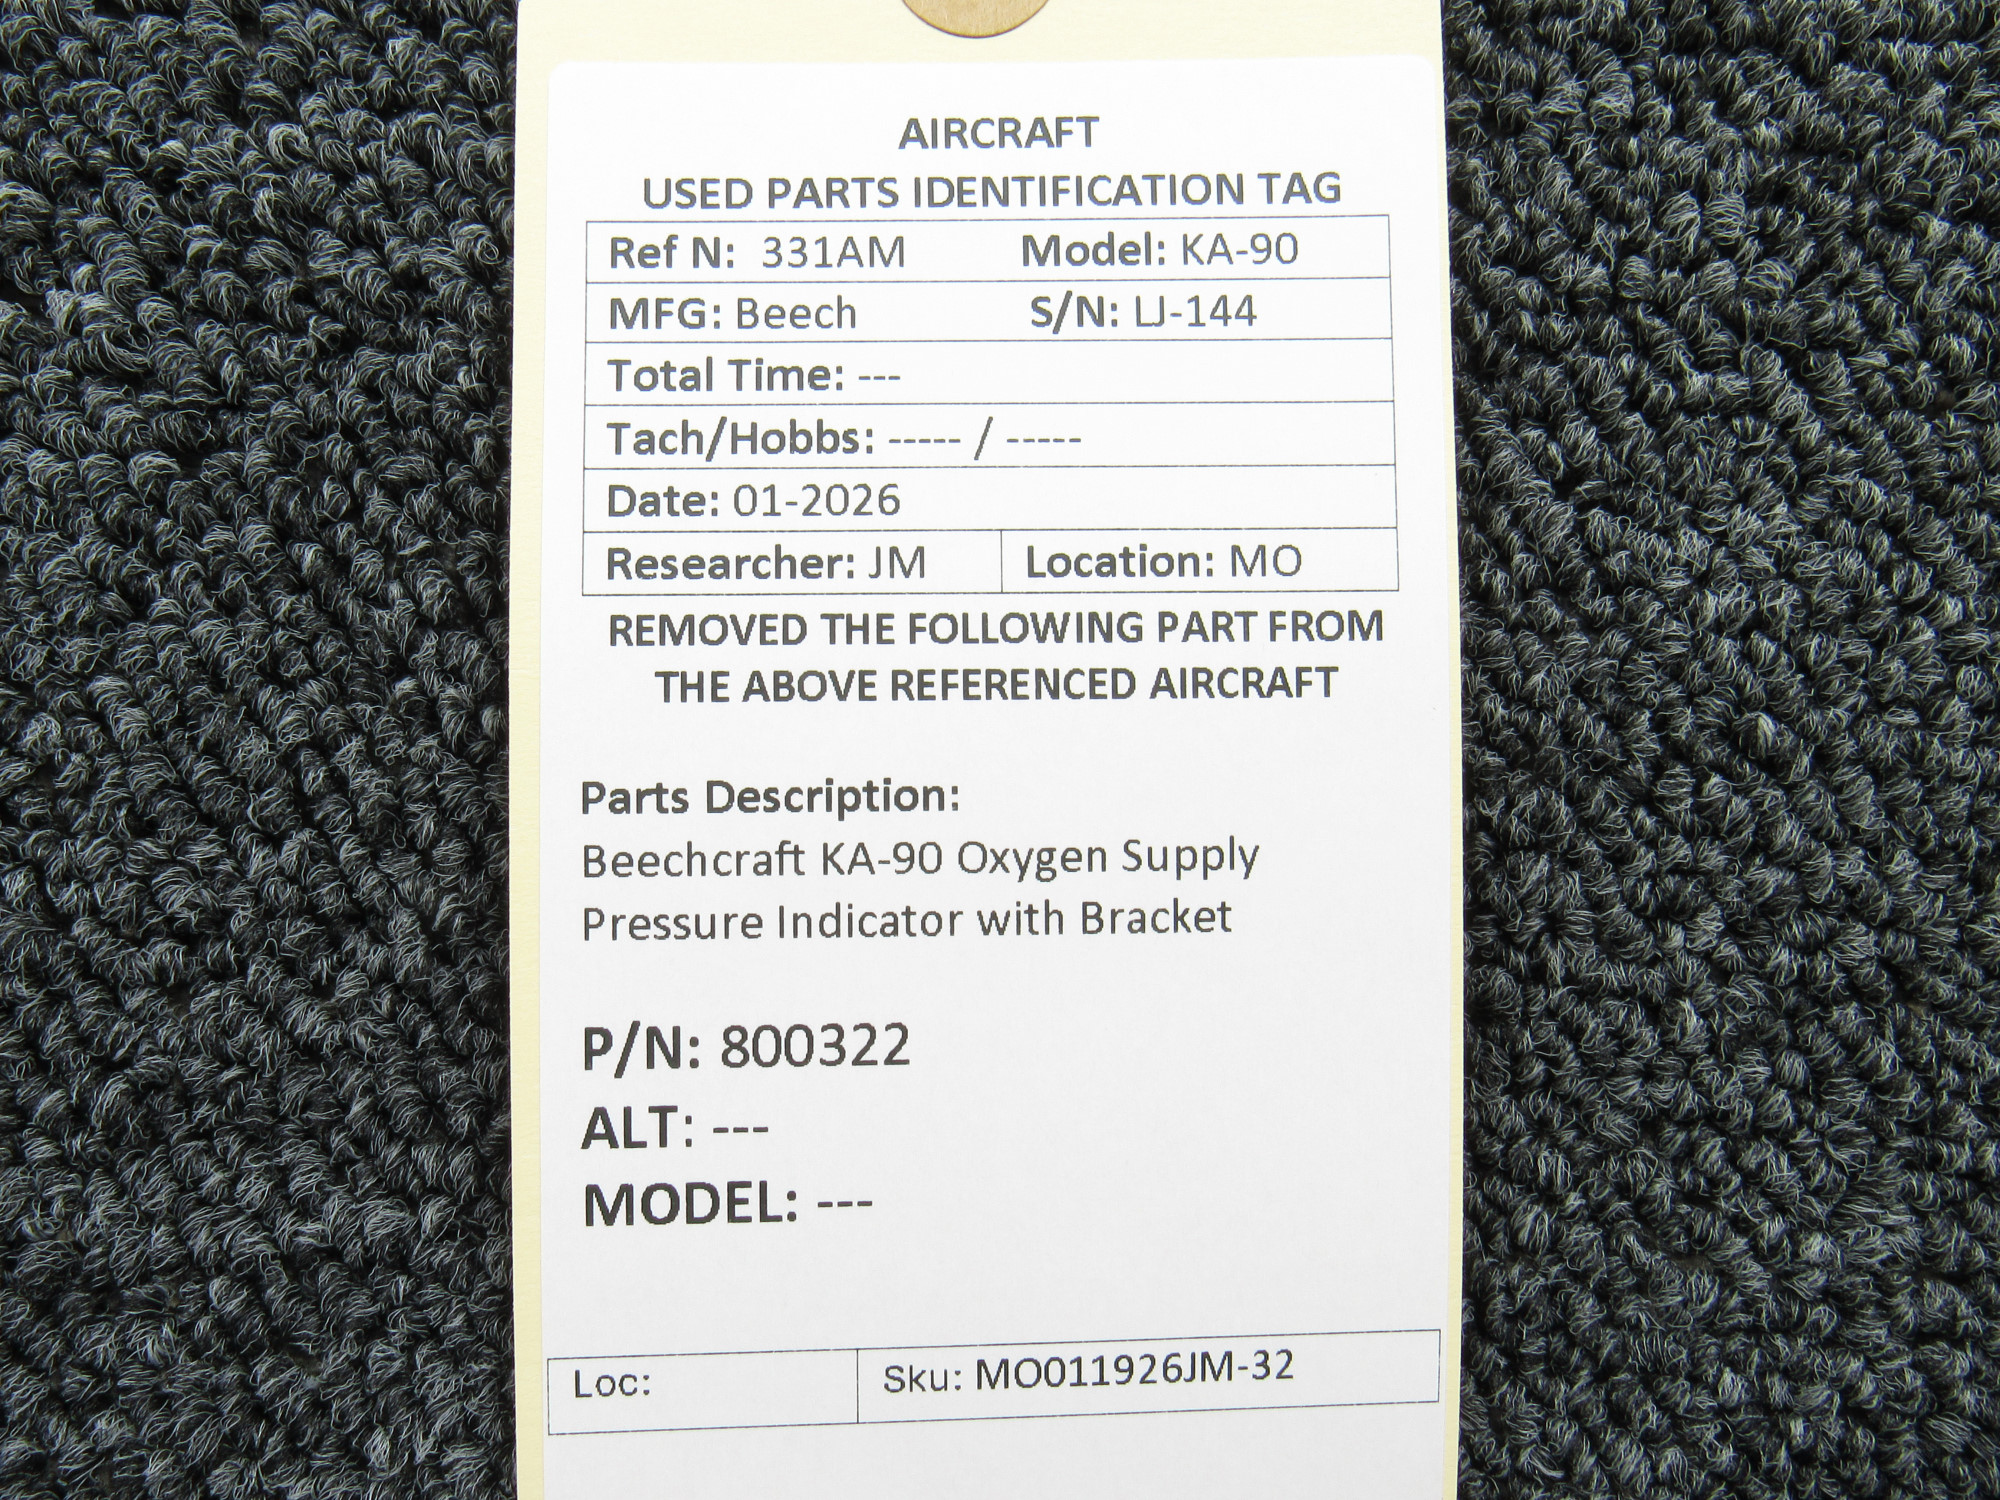 AIRCRAFT
USED PARTS IDENTIFICATION TAG
Ref N: 331AM Model: KA-90
MFG: Beech S/N: LJ-144
Total Time: ---
Tach/Hobbs: ----- / -----
Date: 01-2026
Researcher: JM Location: MO
REMOVED THE FOLLOWING PART FROM
THE ABOVE REFERENCED AIRCRAFT
Parts Description:
Beechcraft KA-90 Oxygen Supply
Pressure Indicator with Bracket
P/N: 800322
ALT: ---
MODEL: ---
Loc: Sku: MO011926JM-32